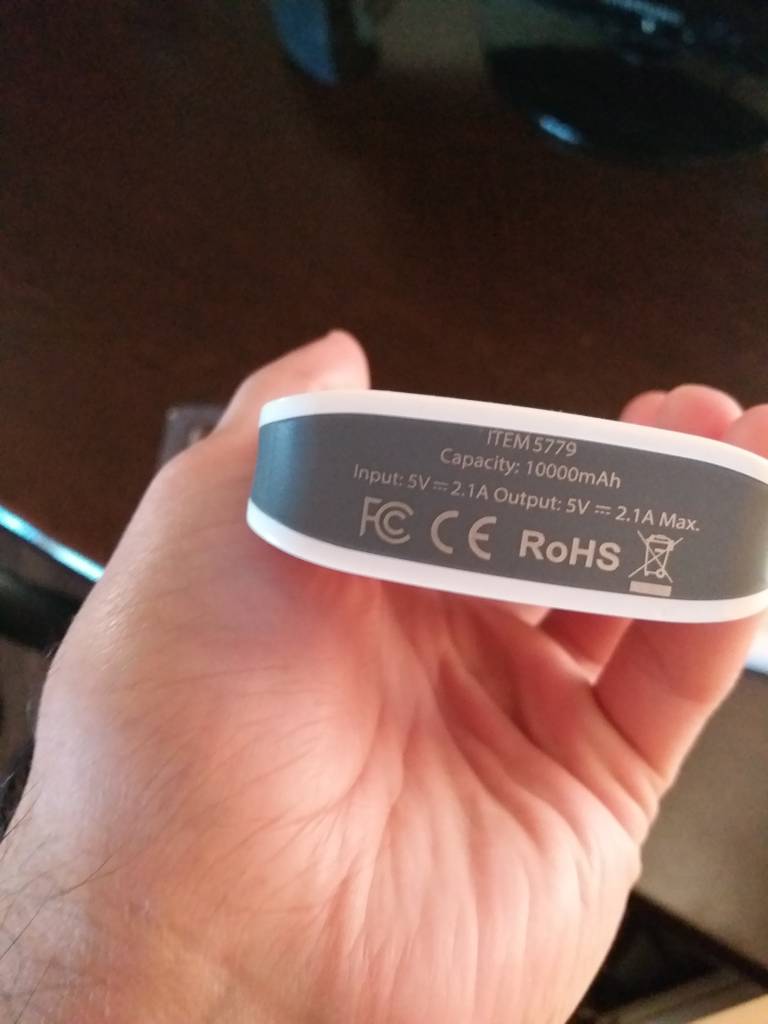 ITEM 5779
Capacity: 10000mAh
Input: 5V⎓2.1A Output: 5V⎓2.1A Max.
FC CE RoHS